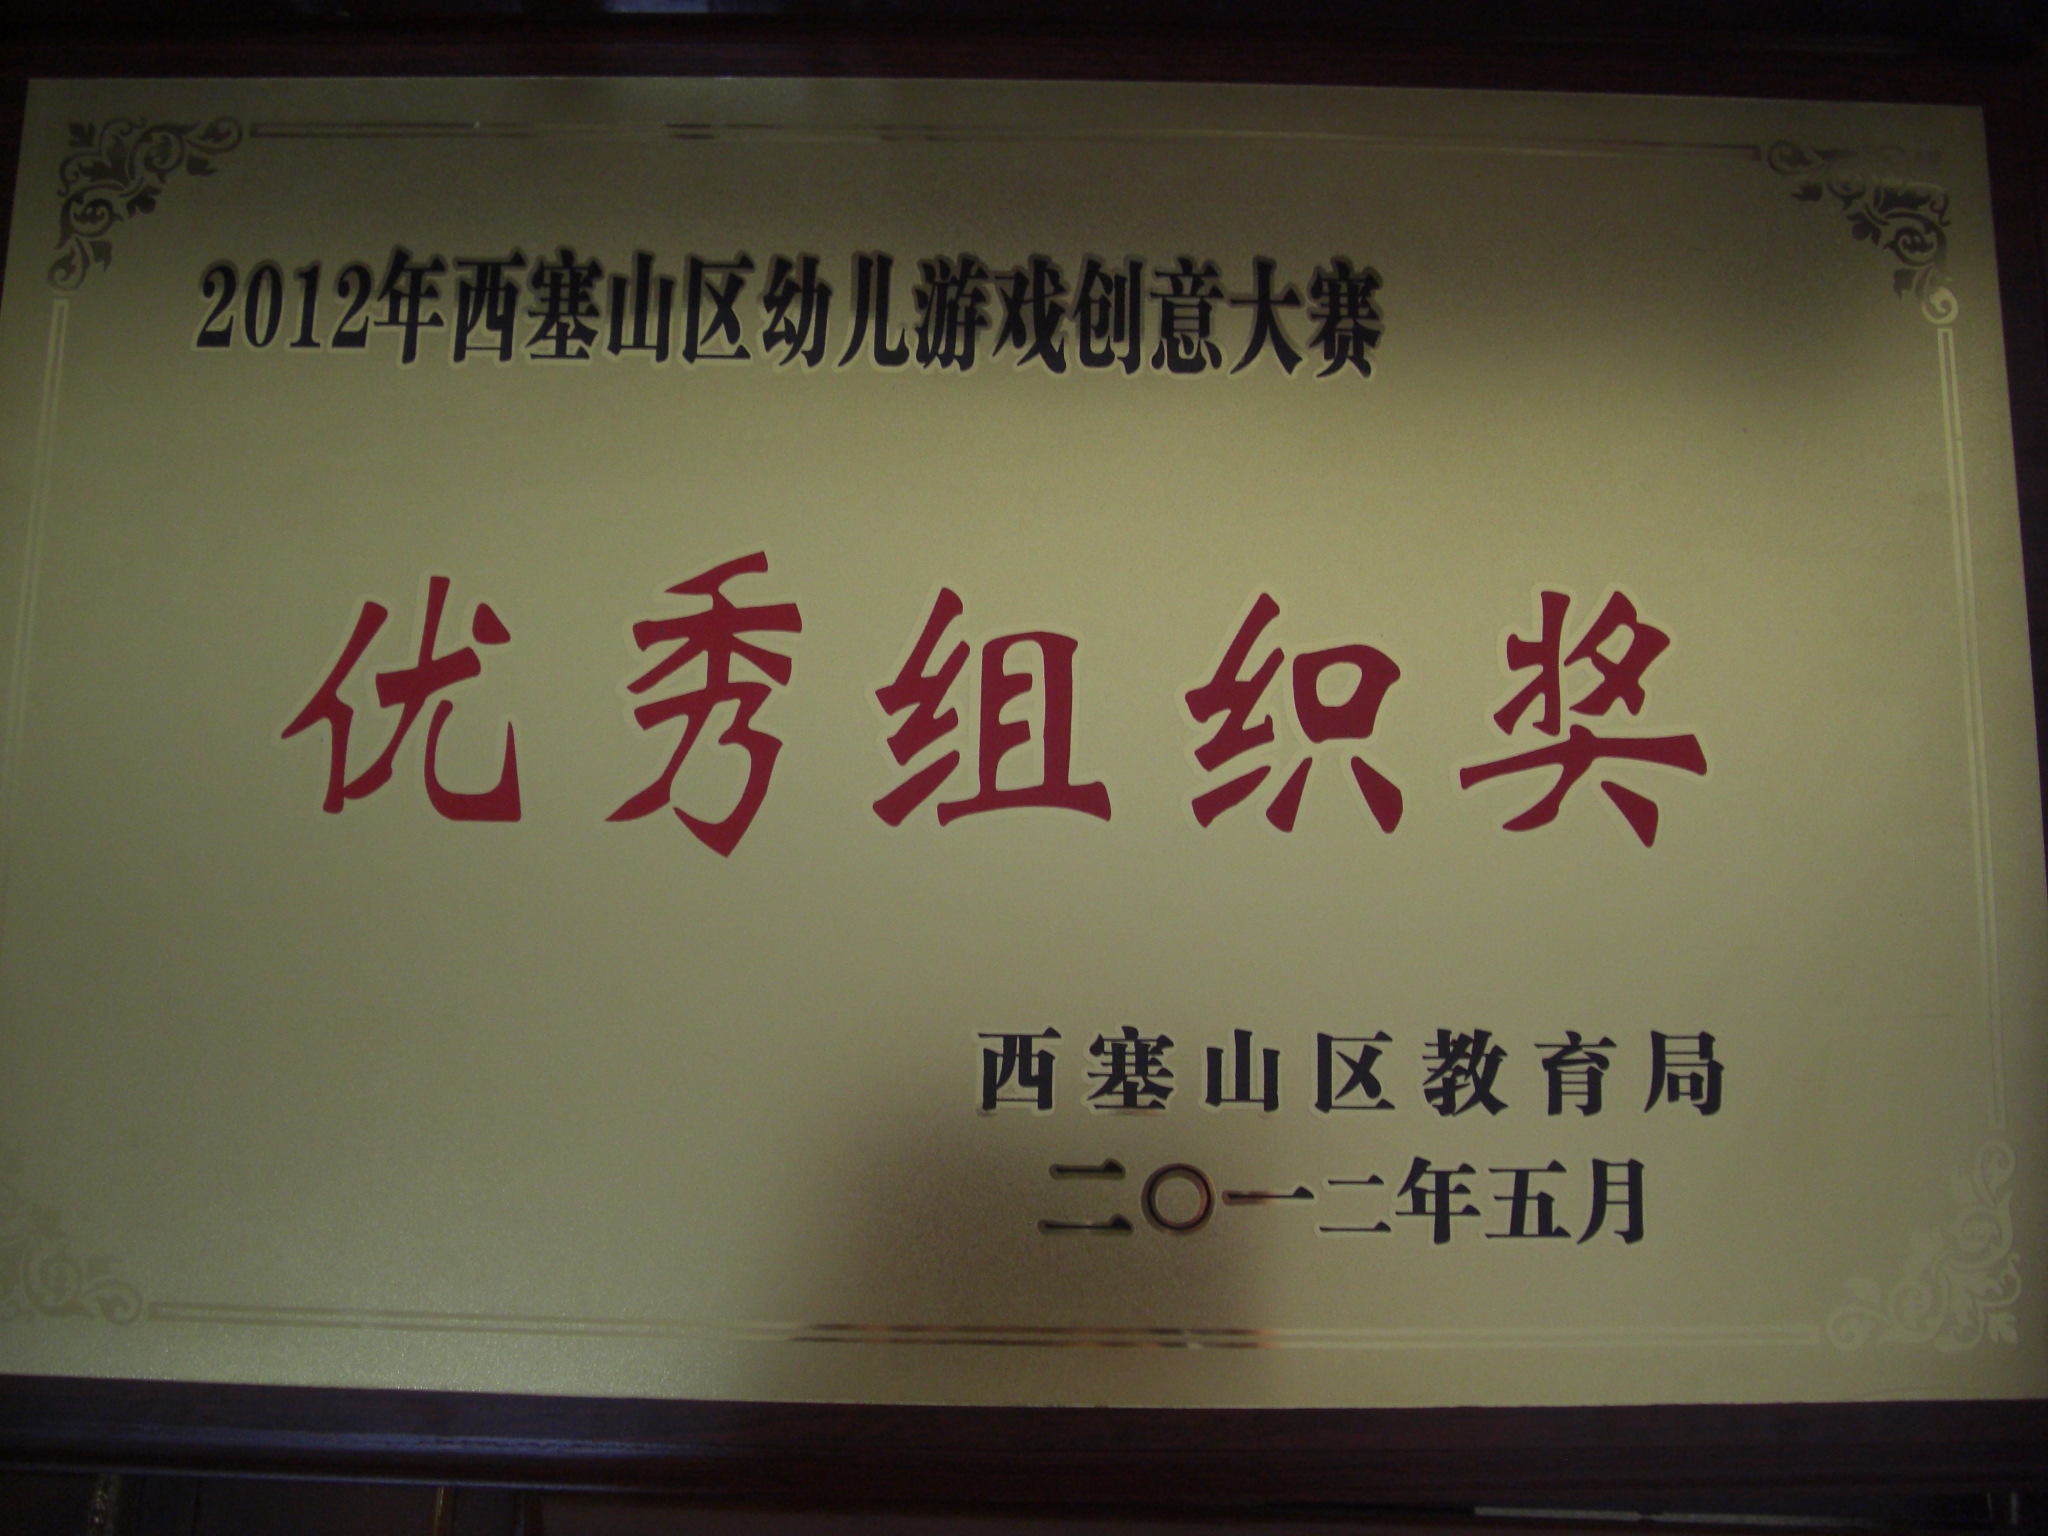 2012年西塞山区幼儿游戏创意大赛
优秀组织奖
西塞山区教育局
二〇一二年五月